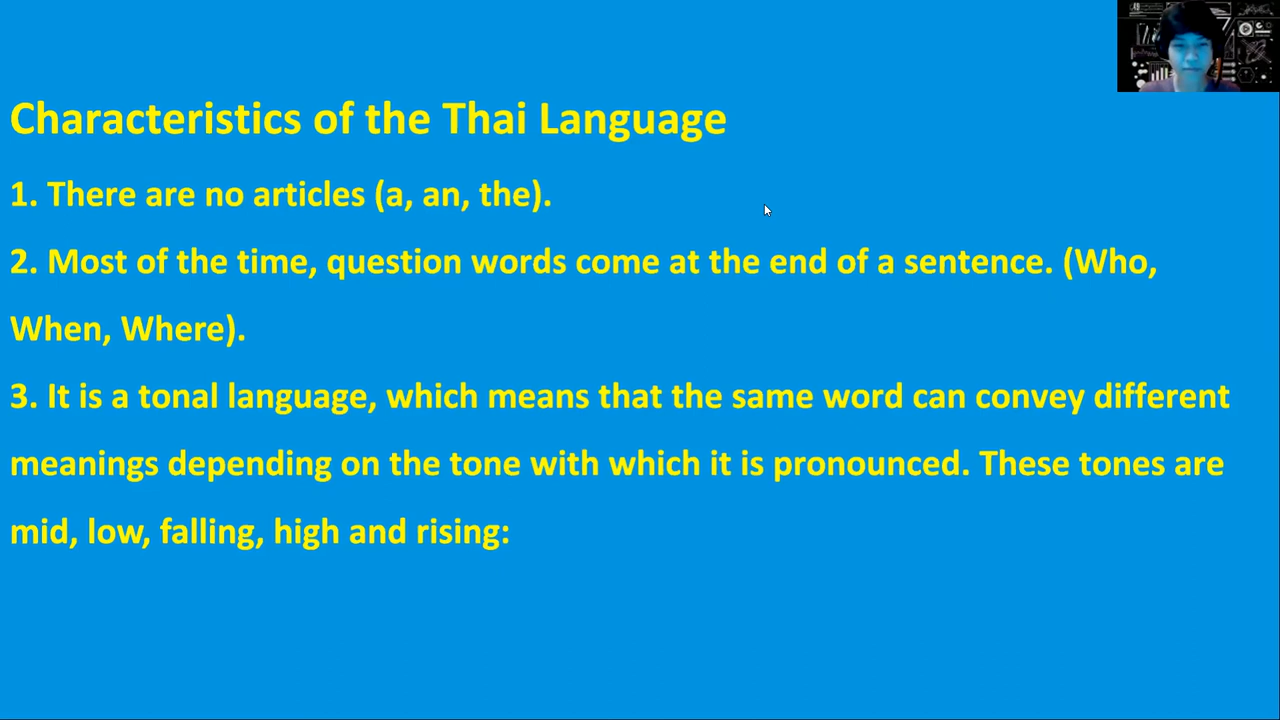 Characteristics of the Thai Language
1. There are no articles (a, an, the).
2. Most of the time, question words come at the end of a sentence. (Who,
When, Where).
3. It is a tonal language, which means that the same word can convey different
meanings depending on the tone with which it is pronounced. These tones are
mid, low, falling, high and rising: